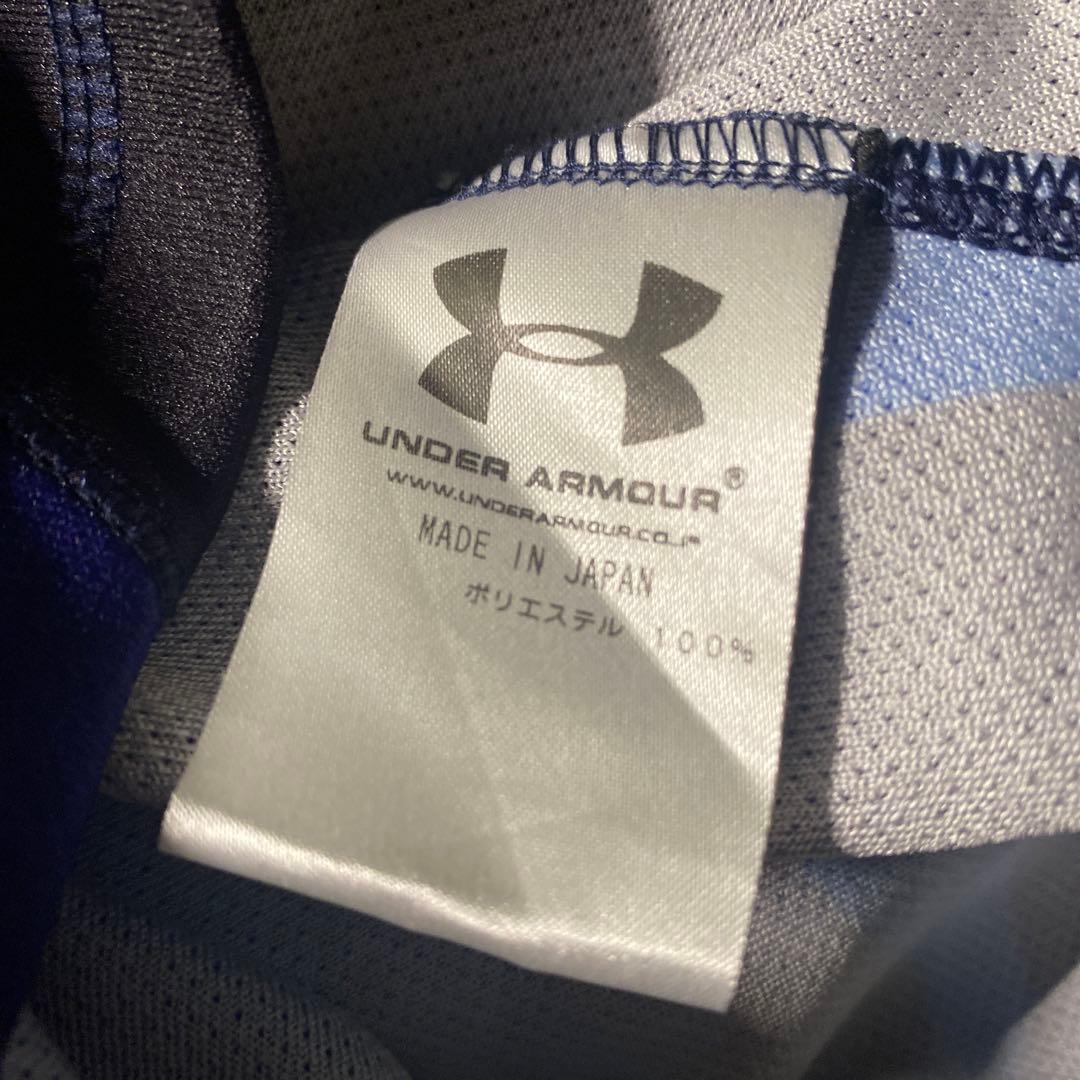 UNDER ARMOUR®
www.UNDERARMOUR.CO.JP
MADE IN JAPAN
ポリエステル 100%